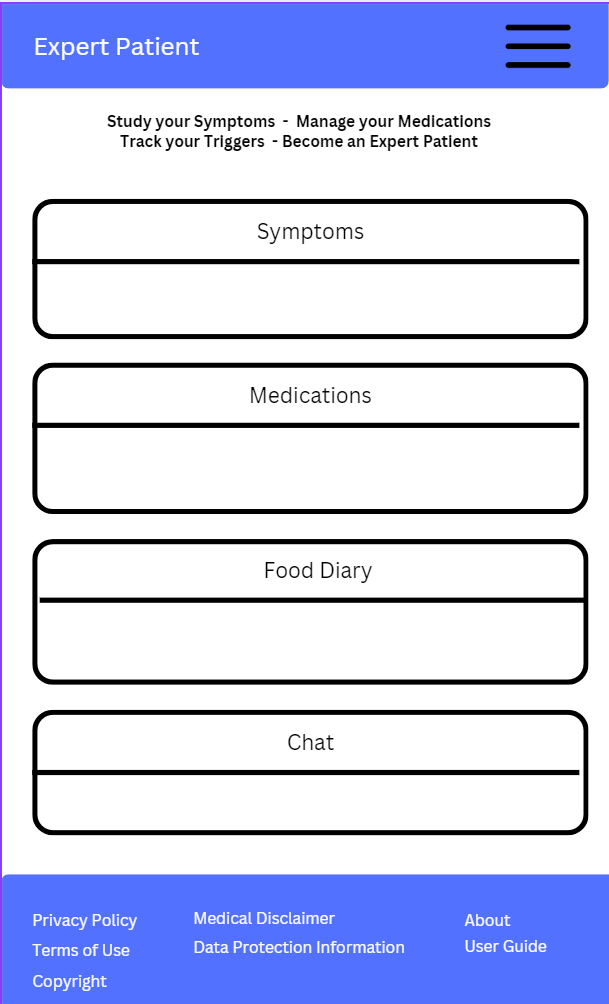 Expert Patient
Study your Symptoms - Manage your Medications
Track your Triggers - Become an Expert Patient
Symptoms
Medications
Food Diary
Chat
Privacy Policy
Terms of Use
Copyright
Medical Disclaimer
Data Protection Information
About
User Guide